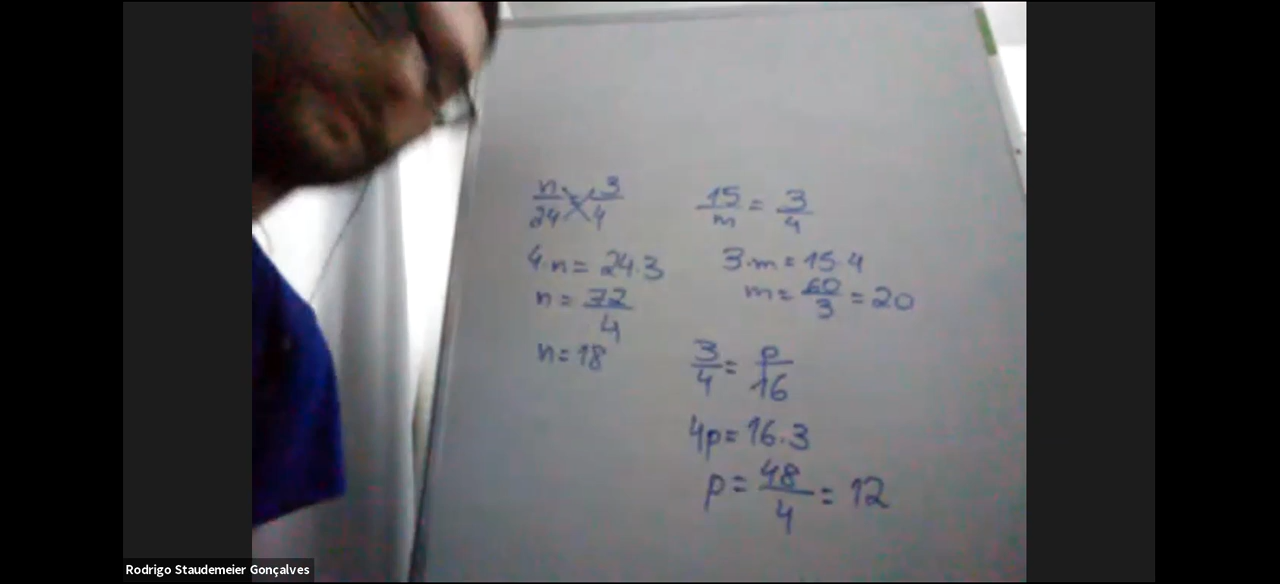 n/24 = 3/4
4·n = 24·3
n = 72/4
n = 18
15/m = 3/4
3·m = 15·4
m = 60/3 = 20
3/4 = p/16
4p = 16·3
p = 48/4 = 12
Rodrigo Staudemeier Gonçalves